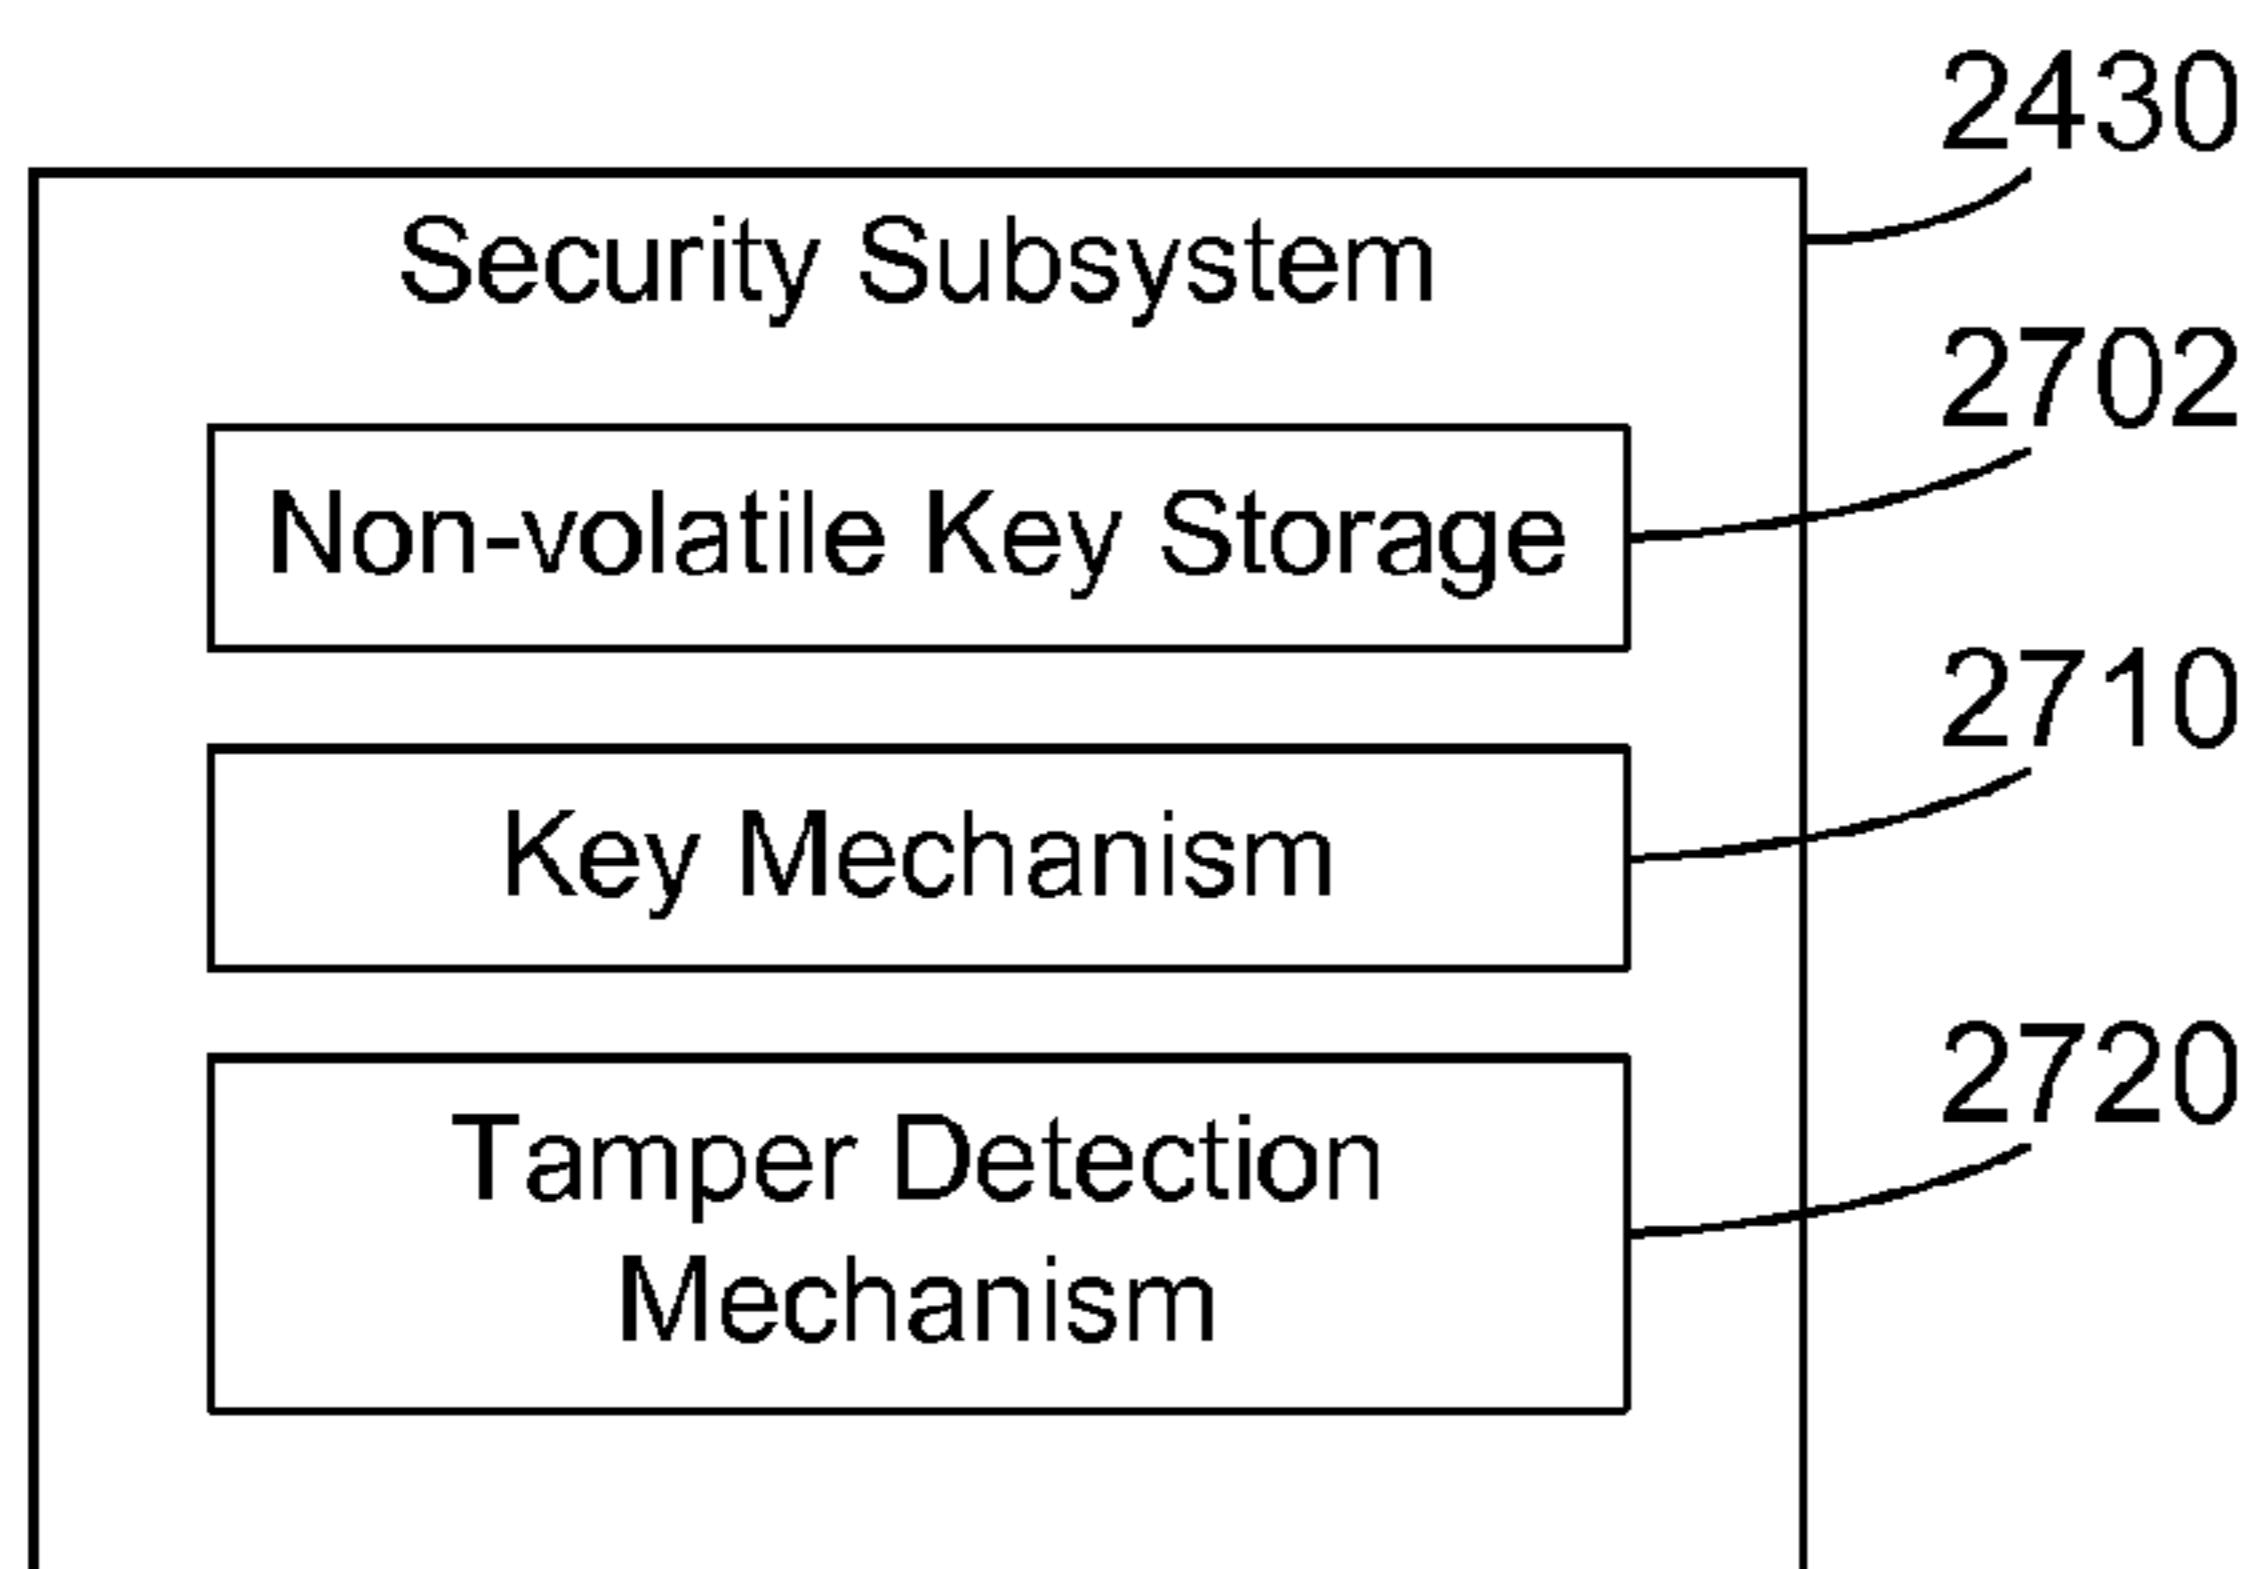 2430
Security Subsystem
2702
Non-volatile Key Storage
2710
Key Mechanism
2720
Tamper Detection
Mechanism